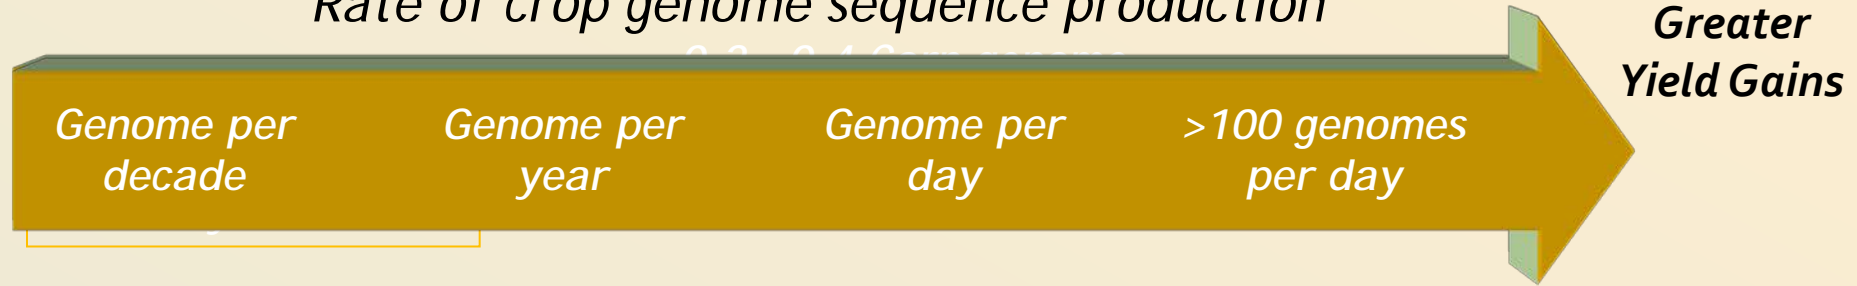 Rate of crop genome sequence production
Greater
Yield Gains
Genome per
decade
Genome per
year
Genome per
day
>100 genomes
per day